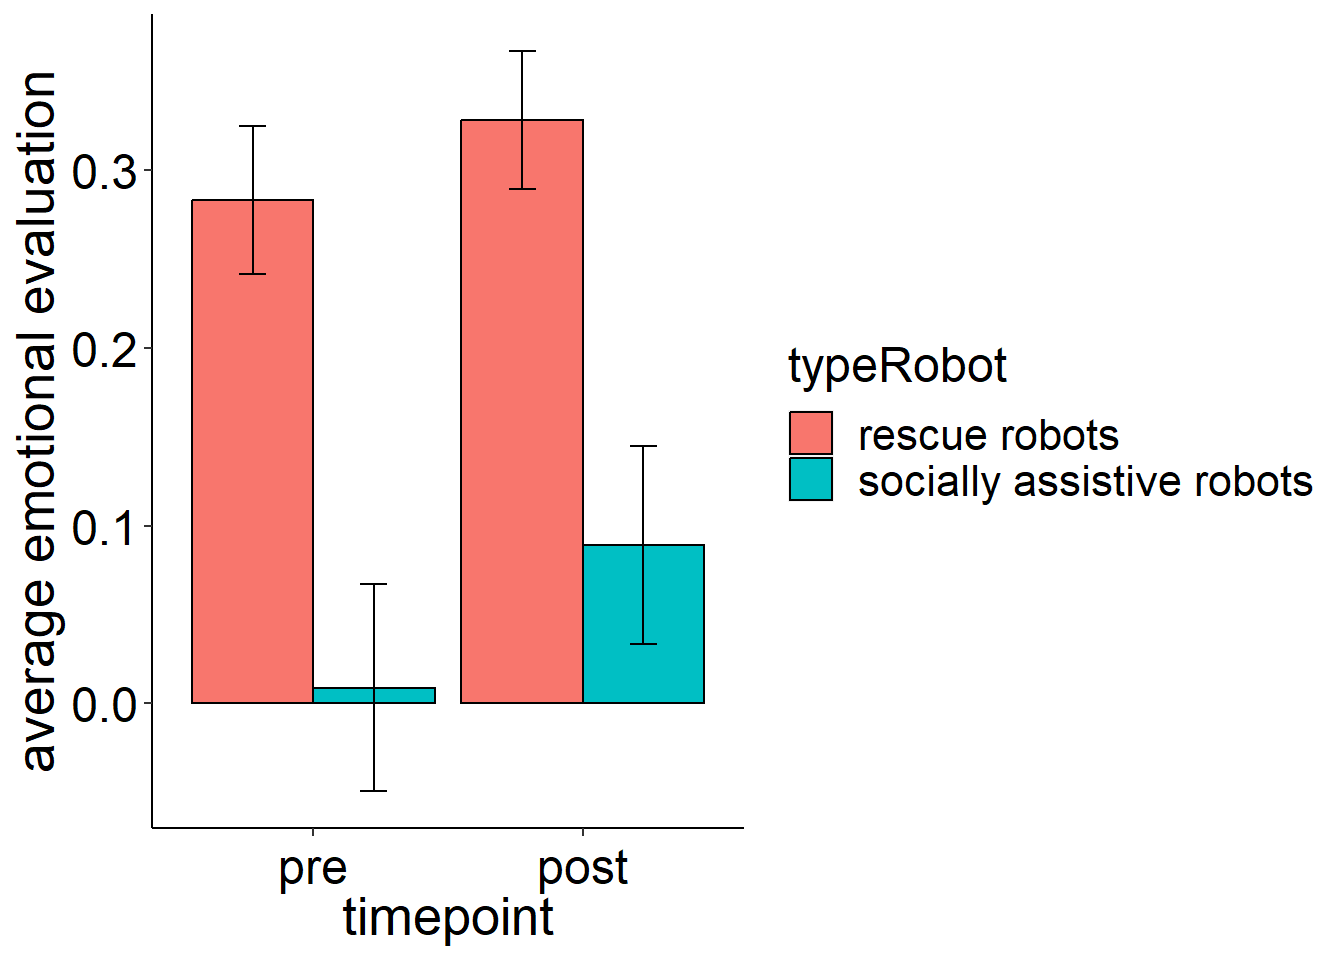 average emotional evaluation
0.3
0.2
0.1
0.0
pre
post
timepoint
typeRobot
rescue robots
socially assistive robots